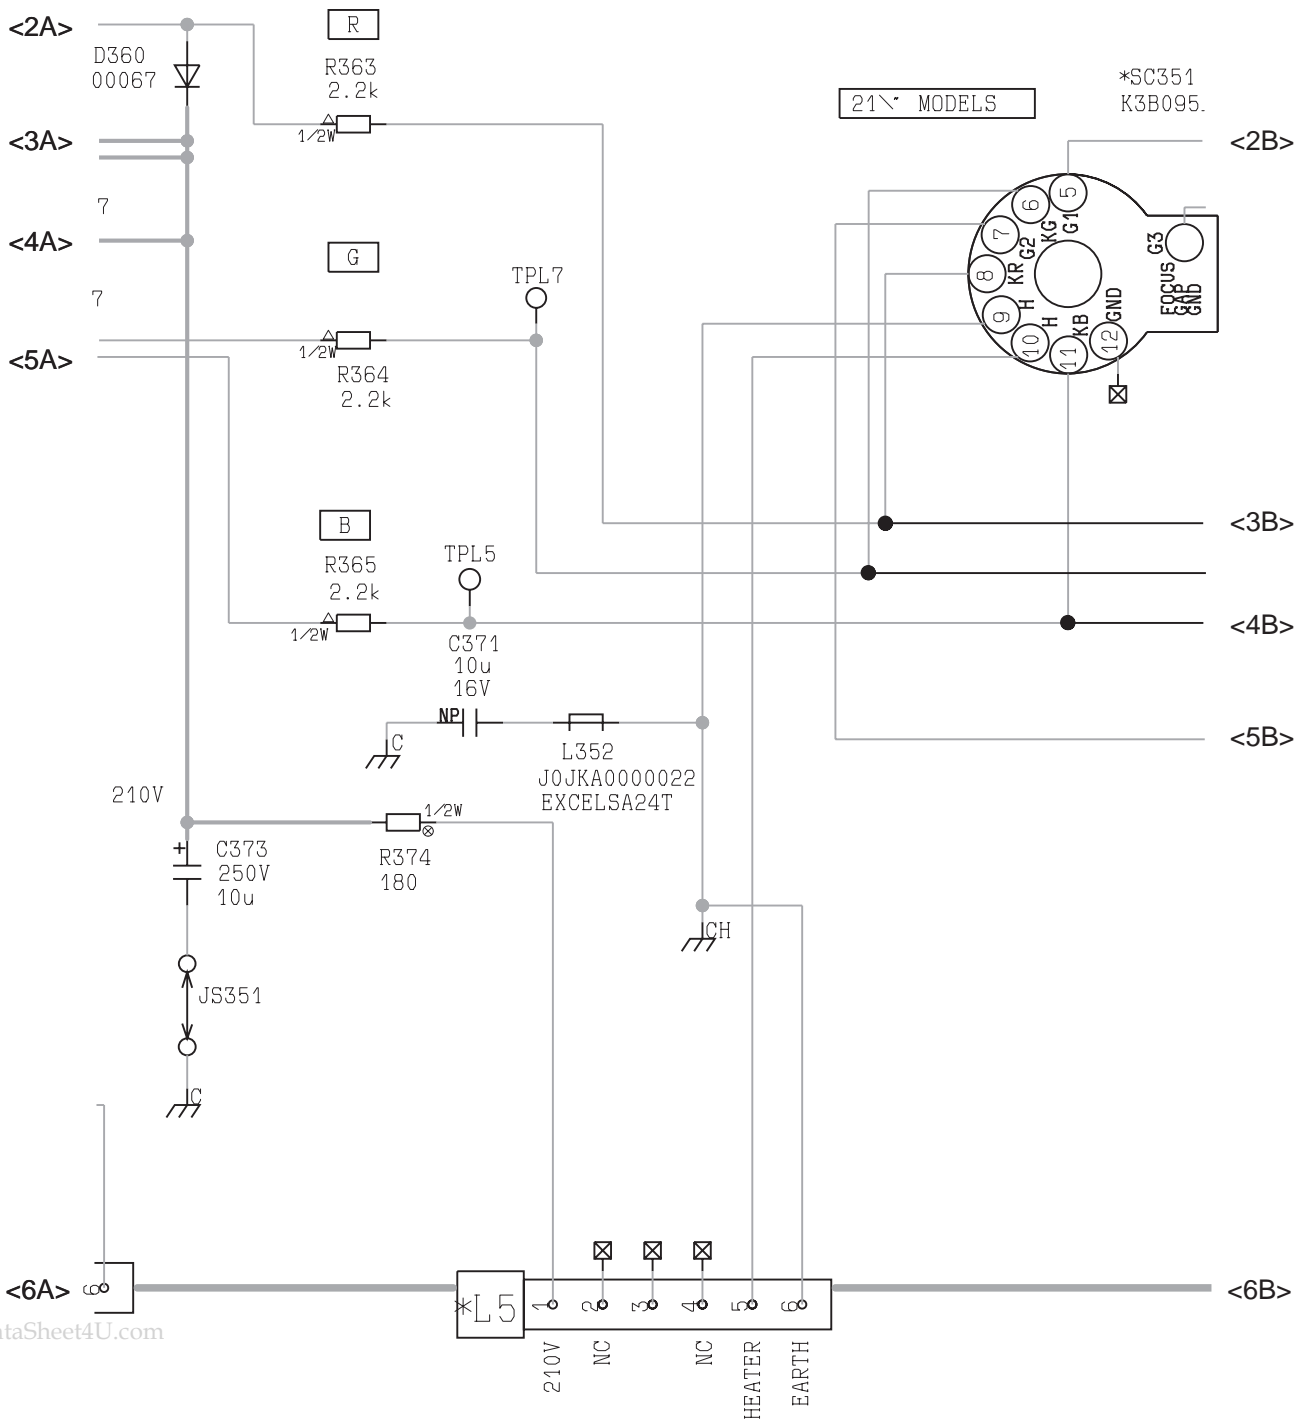 <2A>
D360
00067
R
R363
2.2k
1/2W
21\" MODELS
*SC351
K3B095
<2B>
<3A>
7
<4A>
7
G
TPL7
1/2W
R364
2.2k
<5A>
5
6
7
8
9
10
11
12
G1
KG
G2
KR
H
H
KB
GND
G3
FOCUS
GAP
GND
<3B>
B
R365
2.2k
1/2W
TPL5
<4B>
C371
10u
16V
NP
C
L352
J0JKA0000022
EXCELSA24T
<5B>
210V
1/2W
R374
180
+
C373
250V
10u
CH
JS351
C
<6A>
6
*L5
1
2
3
4
5
6
<6B>
210V
NC
NC
HEATER
EARTH
taSheet4U.com